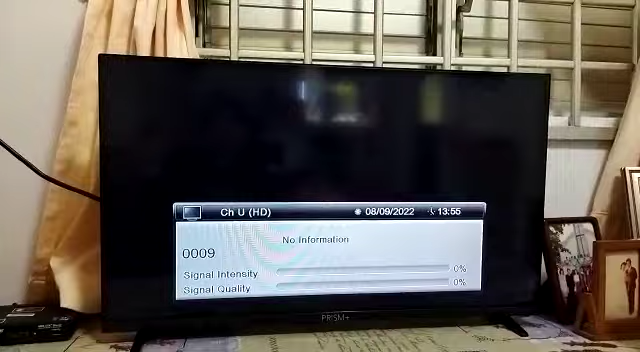 Ch U (HD) 08/09/2022 13:55
No Information
0009
Signal Intensity 0%
Signal Quality 0%
PRISM+